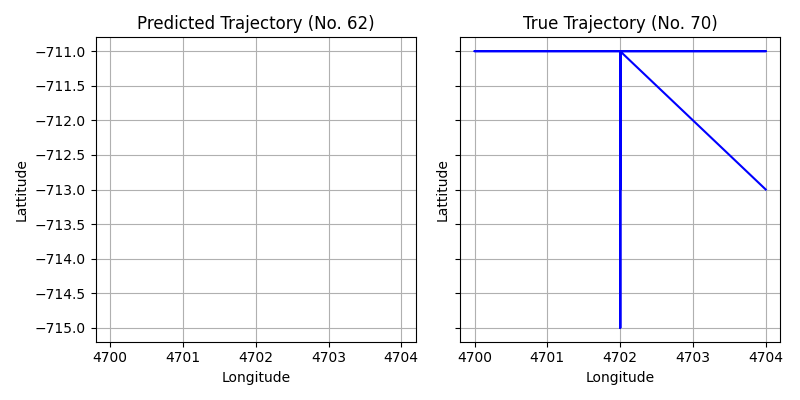 Predicted Trajectory (No. 62)
True Trajectory (No. 70)
−711.0
−711.5
−712.0
−712.5
−713.0
−713.5
−714.0
−714.5
−715.0
Lattitude
Lattitude
4700 4701 4702 4703 4704
4700 4701 4702 4703 4704
Longitude
Longitude